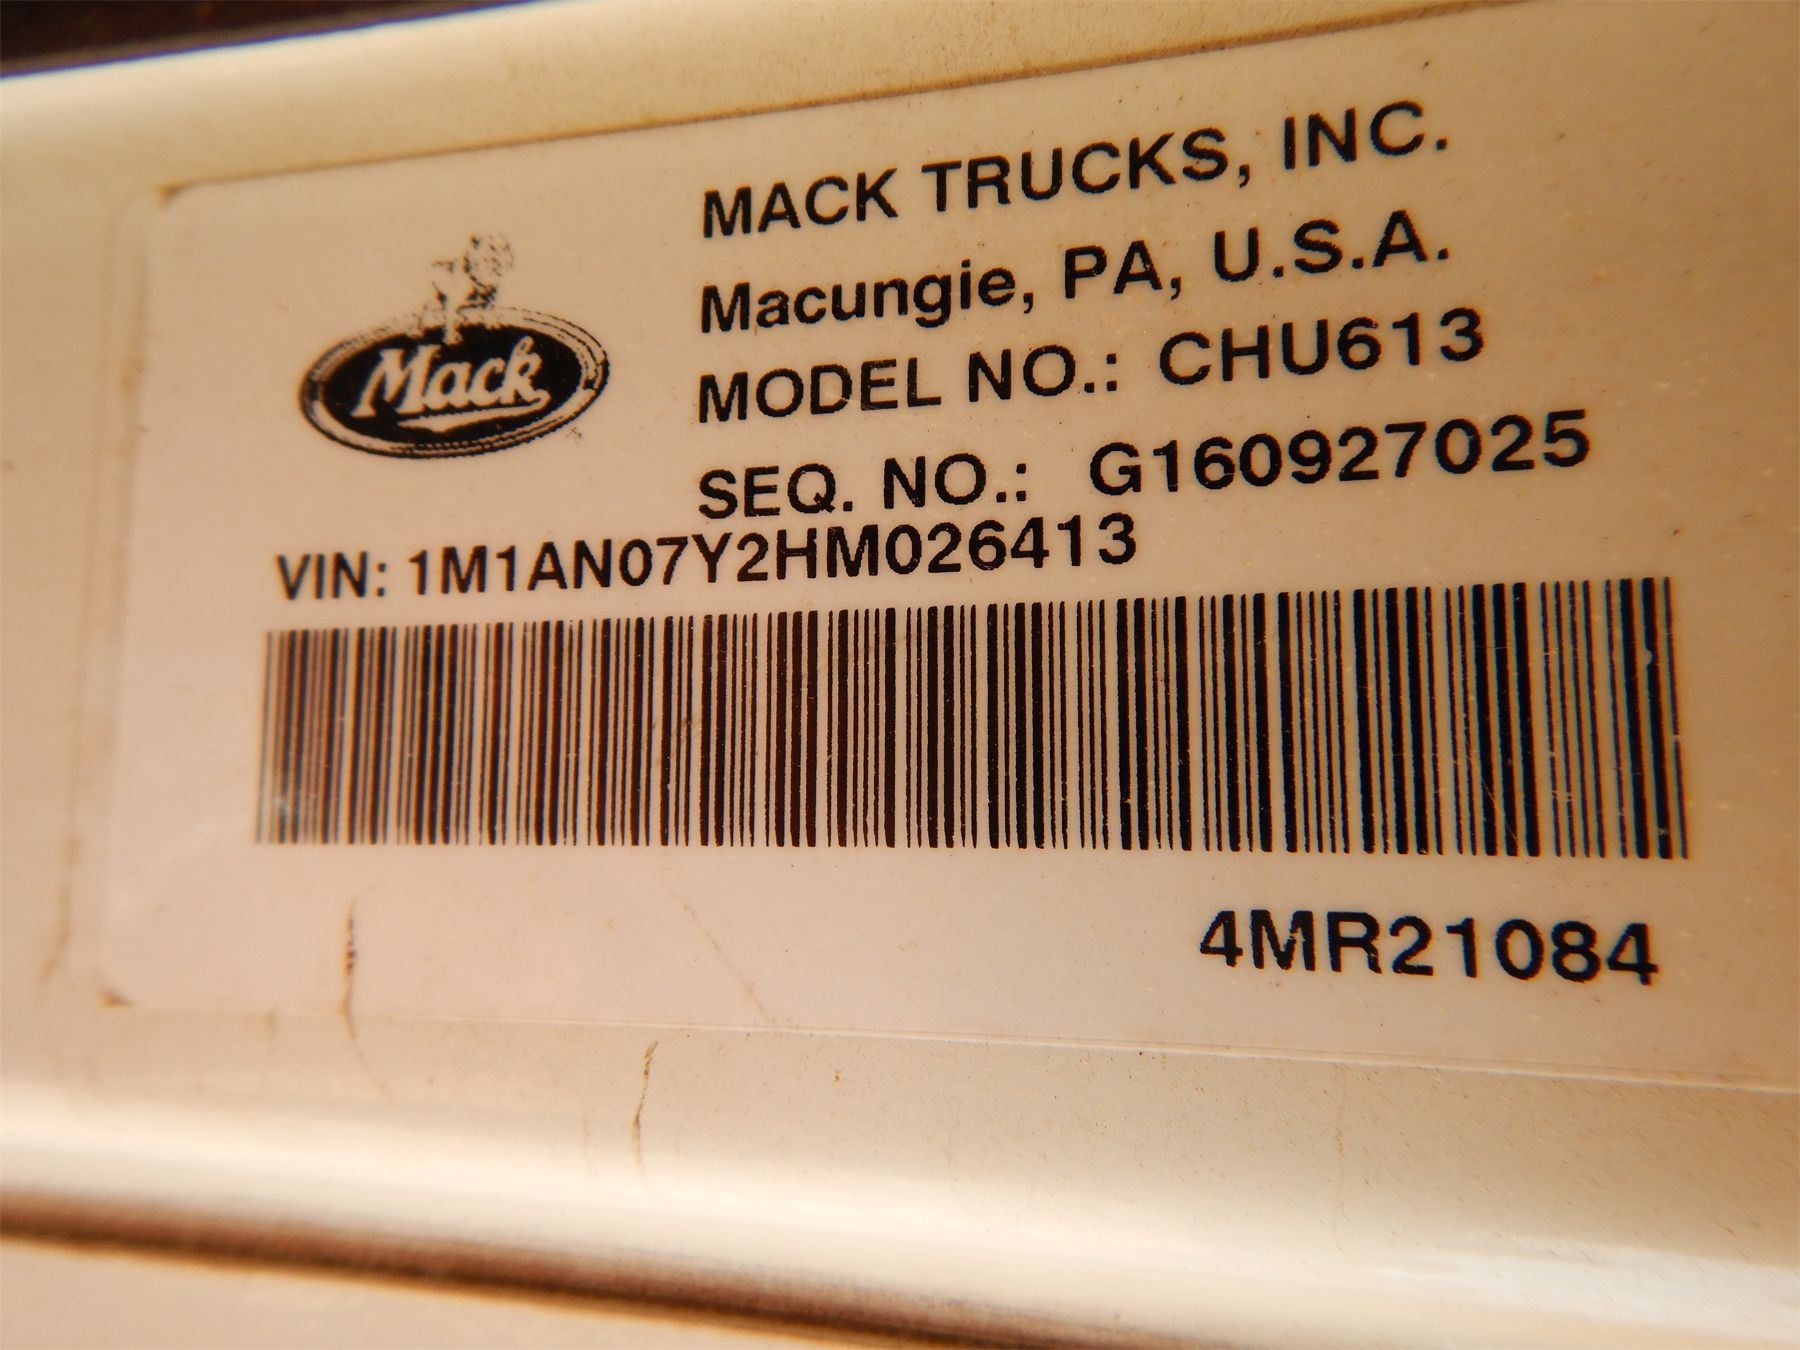 Mack
MACK TRUCKS, INC.
Macungie, PA, U.S.A.
MODEL NO.: CHU613
SEQ. NO.: G160927025
VIN: 1M1AN07Y2HM026413
4MR21084